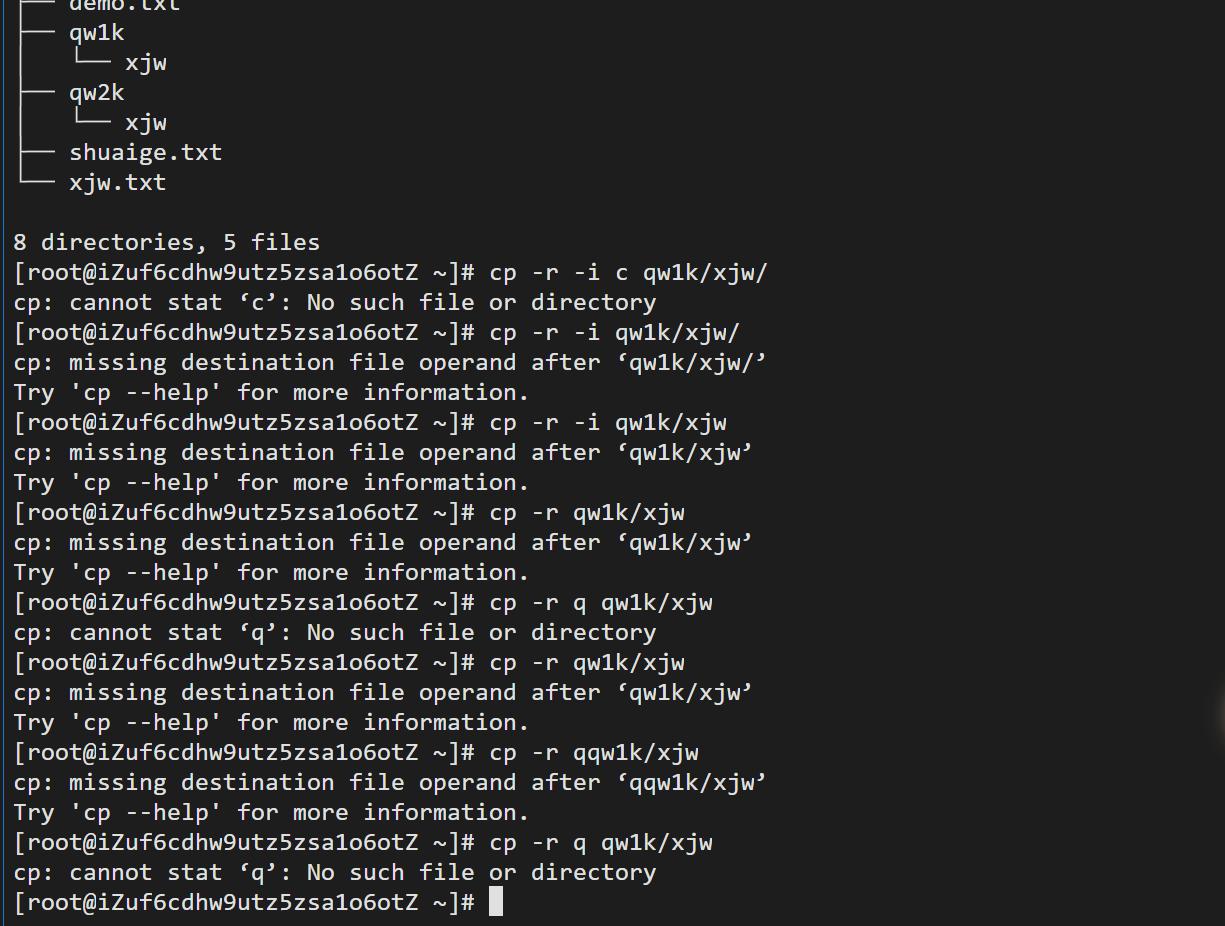 ├── demo.txt
├── qw1k
│   └── xjw
├── qw2k
│   └── xjw
├── shuaige.txt
└── xjw.txt
8 directories, 5 files
[root@iZuf6cdhw9utz5zsa1o6otZ ~]# cp -r -i c qw1k/xjw/
cp: cannot stat ‘c’: No such file or directory
[root@iZuf6cdhw9utz5zsa1o6otZ ~]# cp -r -i qw1k/xjw/
cp: missing destination file operand after ‘qw1k/xjw/’
Try 'cp --help' for more information.
[root@iZuf6cdhw9utz5zsa1o6otZ ~]# cp -r -i qw1k/xjw
cp: missing destination file operand after ‘qw1k/xjw’
Try 'cp --help' for more information.
[root@iZuf6cdhw9utz5zsa1o6otZ ~]# cp -r qw1k/xjw
cp: missing destination file operand after ‘qw1k/xjw’
Try 'cp --help' for more information.
[root@iZuf6cdhw9utz5zsa1o6otZ ~]# cp -r q qw1k/xjw
cp: cannot stat ‘q’: No such file or directory
[root@iZuf6cdhw9utz5zsa1o6otZ ~]# cp -r qw1k/xjw
cp: missing destination file operand after ‘qw1k/xjw’
Try 'cp --help' for more information.
[root@iZuf6cdhw9utz5zsa1o6otZ ~]# cp -r qqw1k/xjw
cp: missing destination file operand after ‘qqw1k/xjw’
Try 'cp --help' for more information.
[root@iZuf6cdhw9utz5zsa1o6otZ ~]# cp -r q qw1k/xjw
cp: cannot stat ‘q’: No such file or directory
[root@iZuf6cdhw9utz5zsa1o6otZ ~]#